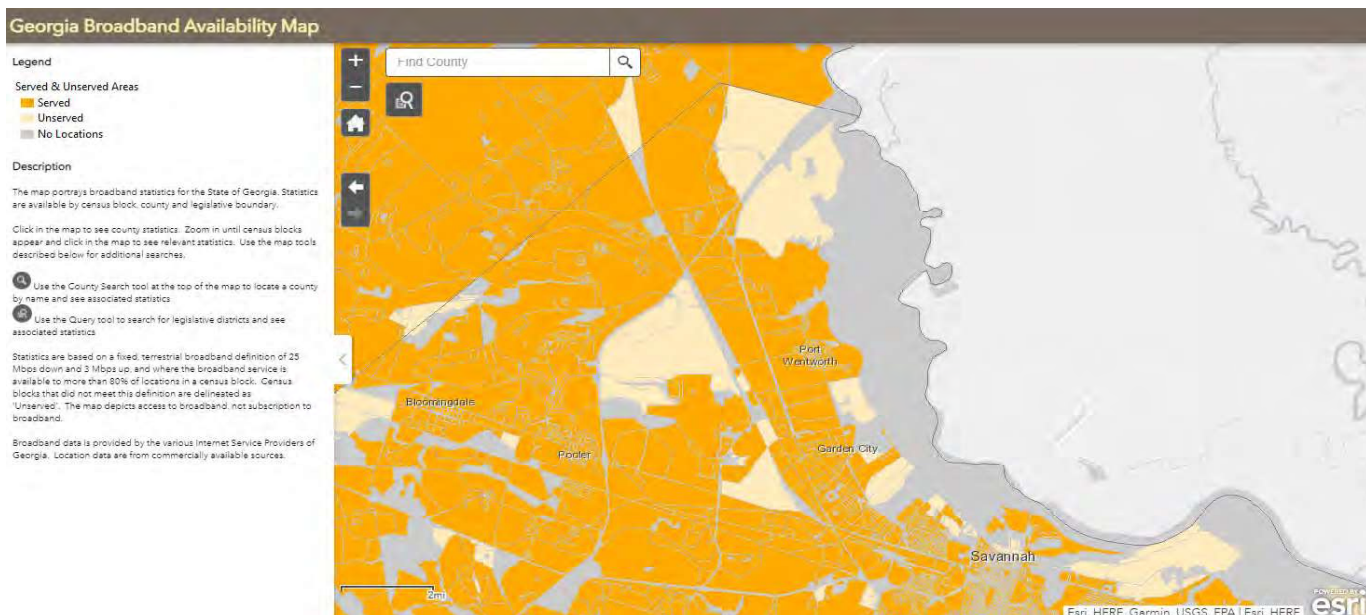 Georgia Broadband Availability Map
Legend
Served & Unserved Areas
Served
Unserved
No Locations
Description
The map portrays broadband statistics for the State of Georgia. Statistics
are available by census block, county and legislative boundary.
Click in the map to see county statistics. Zoom in until census blocks
appear and click in the map to see relevant statistics. Use the map tools
described below for additional searches.
Use the County Search tool at the top of the map to locate a county
by name and see associated statistics
Use the Query tool to search for legislative districts and see
associated statistics
Statistics are based on a fixed, terrestrial broadband definition of 25
Mbps down and 3 Mbps up, and where the broadband service is
available to more than 80% of locations in a census block. Census
blocks that did not meet this definition are delineated as
'Unserved'. The map depicts access to broadband, not subscription to
broadband.
Broadband data is provided by the various Internet Service Providers of
Georgia. Location data are from commercially available sources.
+
Find County
−
Port
Wentworth
Bloomingdale
Pooler
Garden City
Savannah
2mi
Esri, HERE, Garmin, USGS, EPA | Esri, HERE
POWERED BY
esri